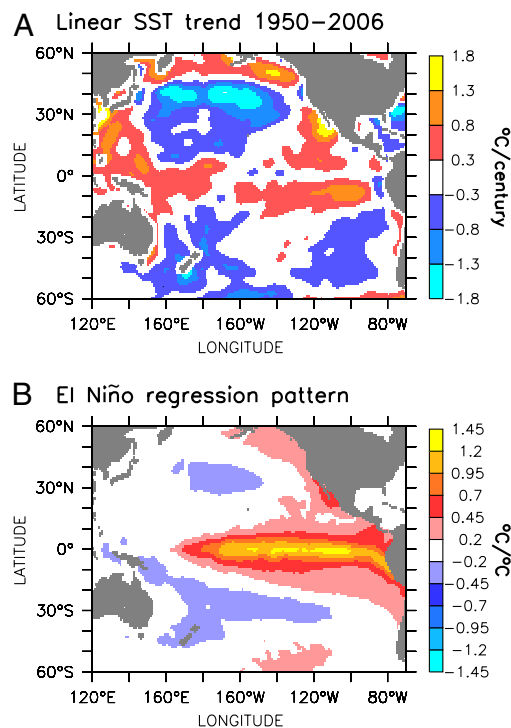 A Linear SST trend 1950–2006
60°N
30°N
0°
30°S
60°S
LATITUDE
120°E 160°E 160°W 120°W 80°W
LONGITUDE
1.8
1.3
0.8
0.3
−0.3
−0.8
−1.3
−1.8
°C/century
B El Niño regression pattern
60°N
30°N
0°
30°S
60°S
LATITUDE
120°E 160°E 160°W 120°W 80°W
LONGITUDE
1.45
1.2
0.95
0.7
0.45
0.2
−0.2
−0.45
−0.7
−0.95
−1.2
−1.45
°C/°C